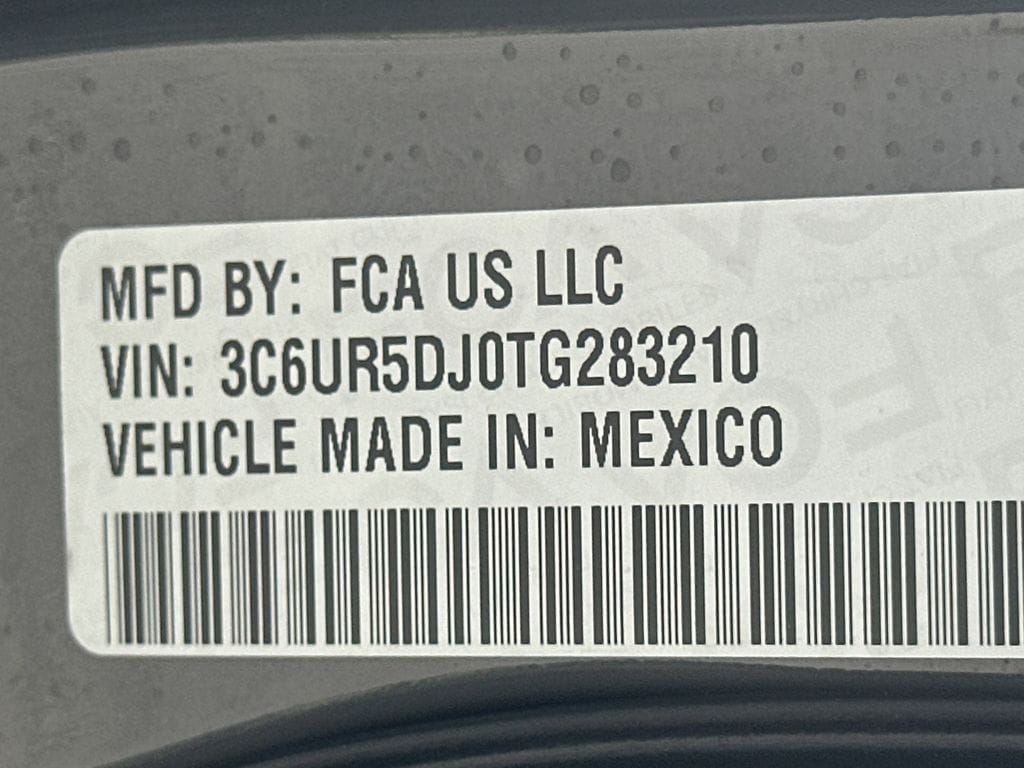 MFD BY: FCA US LLC
VIN: 3C6UR5DJ0TG283210
VEHICLE MADE IN: MEXICO